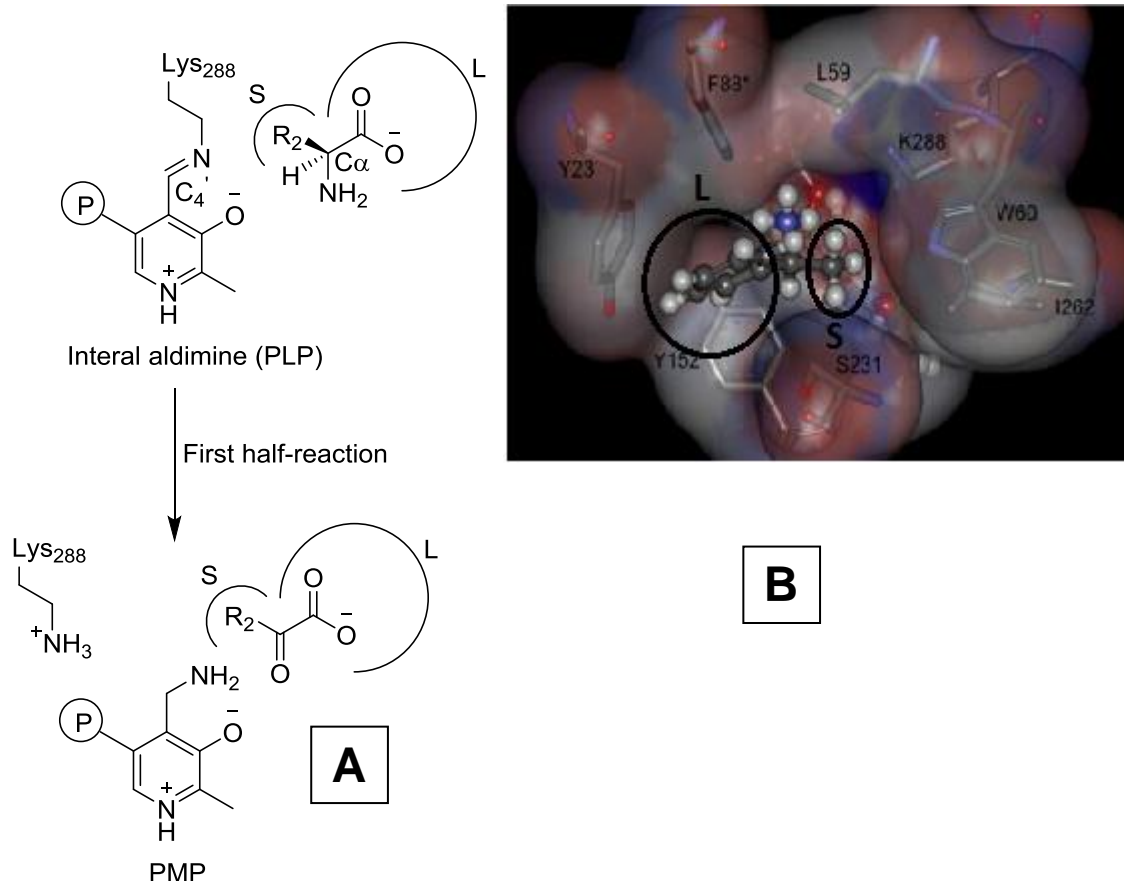 Lys288
S
L
R2
O
O−
Cα
H
NH2
N
C4'
P
O−
+
N
H
Interal aldimine (PLP)
First half-reaction
Lys288
+NH3
S
L
R2
O
O−
O
NH2
P
O−
+
N
H
PMP
A
F88*
L59
Y23
K288
L
W60
I262
S
Y152
S231
B